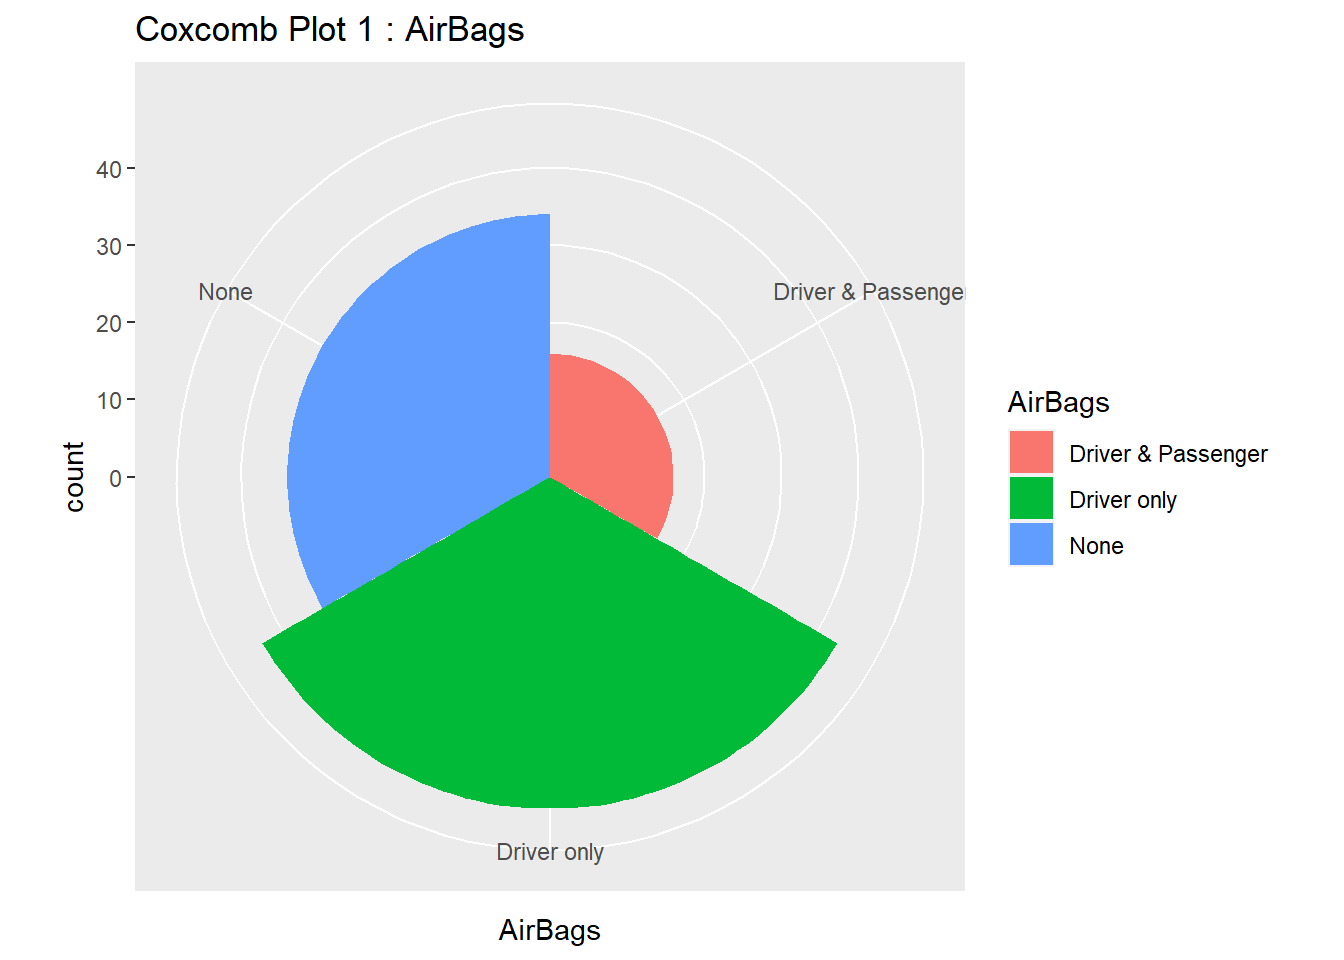 Coxcomb Plot 1 : AirBags
40
30
20
10
0
count
None
Driver & Passenger
Driver only
AirBags
AirBags
Driver & Passenger
Driver only
None